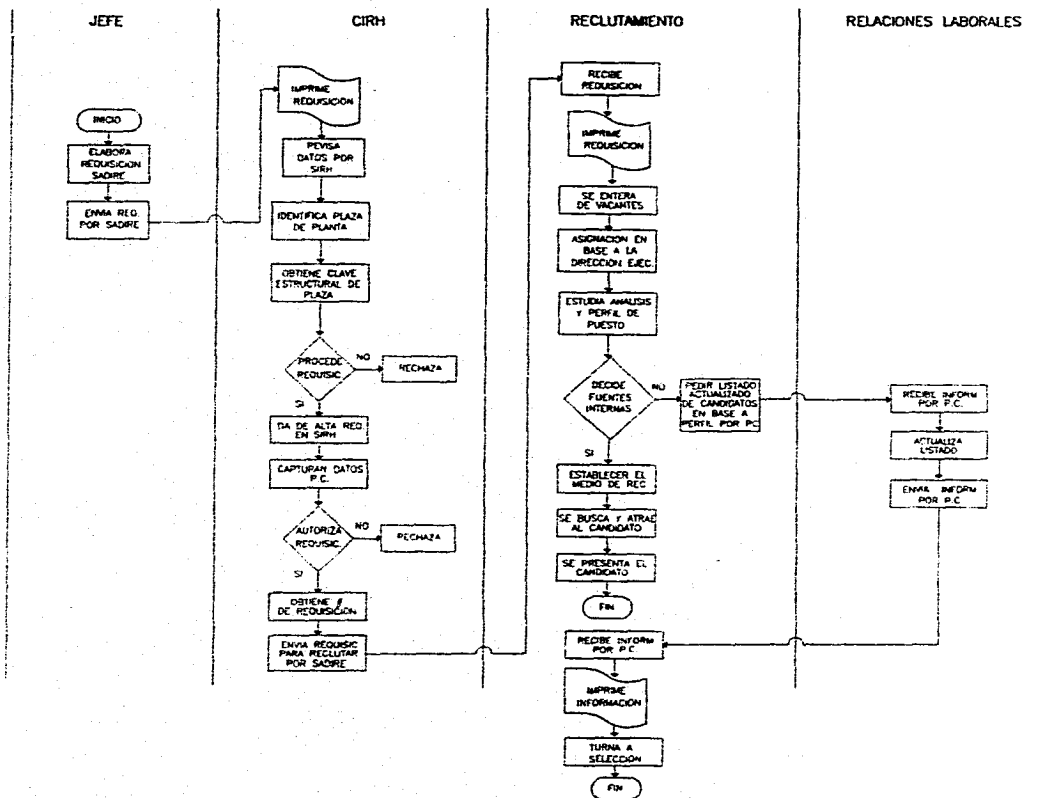 JEFE
CIRH
RECLUTAMIENTO
RELACIONES LABORALES
INICIO
ELABORA
REQUISICION
SADIRE
ENVIA REQ.
POR SADIRE
IMPRIME
REQUISICION
PEVISA
DATOS POR
SIRH
IDENTIFICA PLAZA
DE PLANTA
OBTIENE CLAVE
ESTRUCTURAL DE
PLAZA
PROCEDE
REQUISIC.
NO
RECHAZA
SI
DA DE ALTA REQ.
EN SIRH
CAPTURAN DATOS
P.C.
AUTORIZA
REQUISIC.
NO
RECHAZA
SI
OBTIENE #
DE REQUISICION
ENVIA REQUISIC
PARA RECLUTAR
POR SADIRE
RECIBE
REQUISICION
IMPRIME
REQUISICION
SE ENTERA
DE VACANTES
ASIGNACION EN
BASE A LA
DIRECCION EJEC.
ESTUDIA ANALISIS
Y PERFIL DE
PUESTO
DECIDE
FUENTES
INTERNAS
NO
PEDIR LISTADO
ACTUALIZADO
DE CANDIDATOS
EN BASE A
PERFIL POR PC
SI
ESTABLECER EL
MEDIO DE REC
SE BUSCA Y ATRAE
AL CANDIDATO
SE PRESENTA EL
CANDIDATO
FIN
RECIBE INFORM
POR P.C.
IMPRIME
INFORMACION
TURNA A
SELECCION
FIN
RECIBE INFORM
POR P.C.
ACTUALIZA
LISTADO
ENVIA INFORM
POR P.C